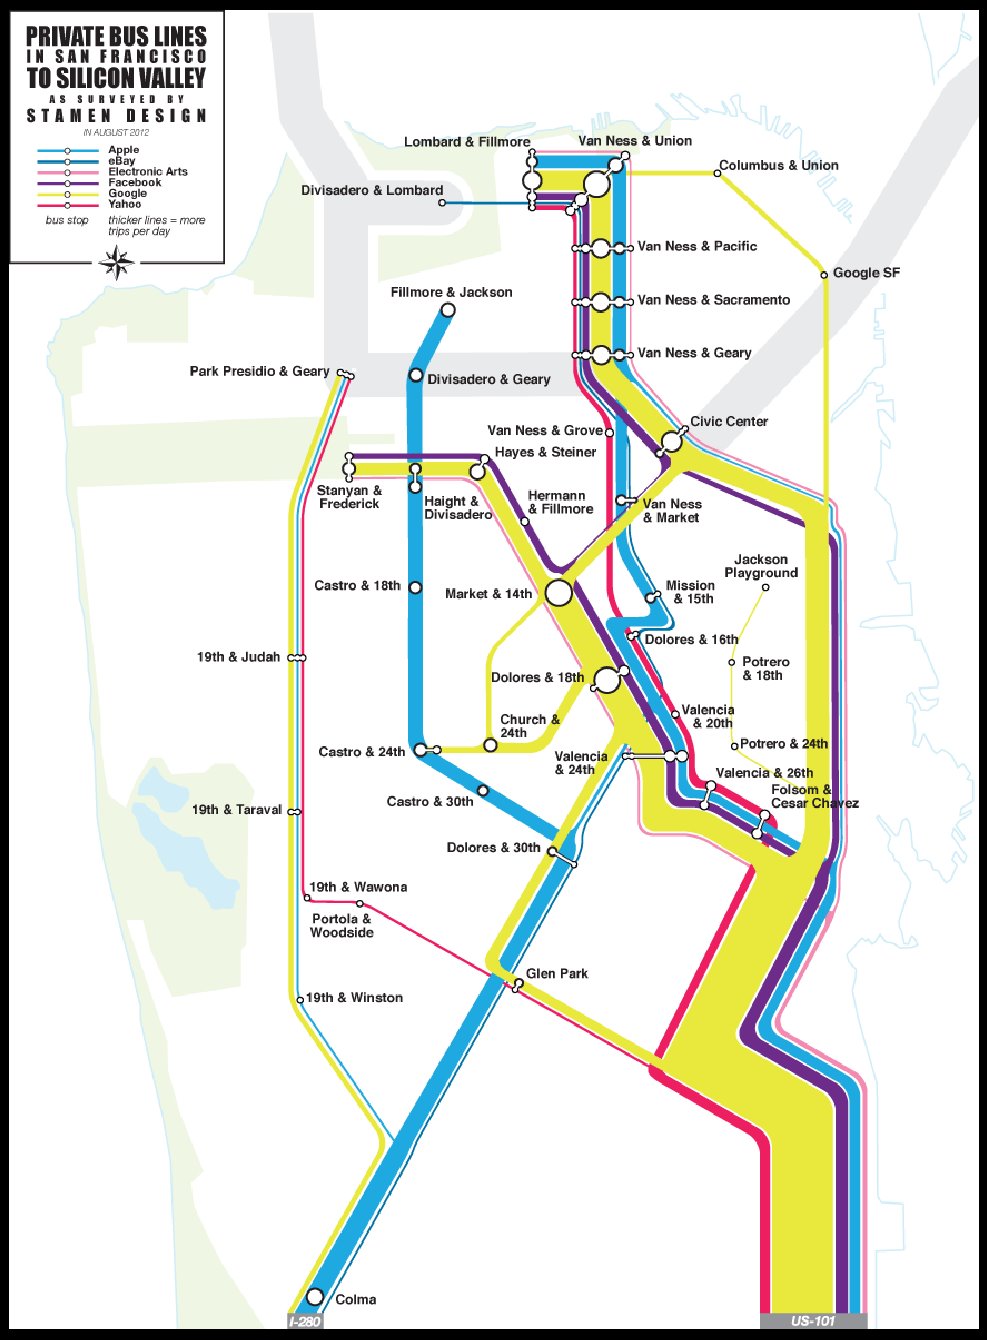 PRIVATE BUS LINES
IN SAN FRANCISCO
TO SILICON VALLEY
AS SURVEYED BY
STAMEN DESIGN
IN AUGUST 2012
Apple
eBay
Electronic Arts
Facebook
Google
Yahoo
bus stop
thicker lines = more
trips per day
Lombard & Fillmore
Van Ness & Union
Columbus & Union
Divisadero & Lombard
Van Ness & Pacific
Google SF
Fillmore & Jackson
Van Ness & Sacramento
Van Ness & Geary
Park Presidio & Geary
Divisadero & Geary
Civic Center
Van Ness & Grove
Hayes & Steiner
Stanyan &
Frederick
Haight &
Divisadero
Hermann
& Fillmore
Van Ness
& Market
Jackson
Playground
Castro & 18th
Market & 14th
Mission
& 15th
Dolores & 16th
19th & Judah
Potrero
& 18th
Dolores & 18th
Valencia
& 20th
Church &
24th
Castro & 24th
Valencia
& 24th
Potrero & 24th
Valencia & 26th
Folsom &
Cesar Chavez
Castro & 30th
19th & Taraval
Dolores & 30th
19th & Wawona
Portola &
Woodside
Glen Park
19th & Winston
Colma
I-280
US-101